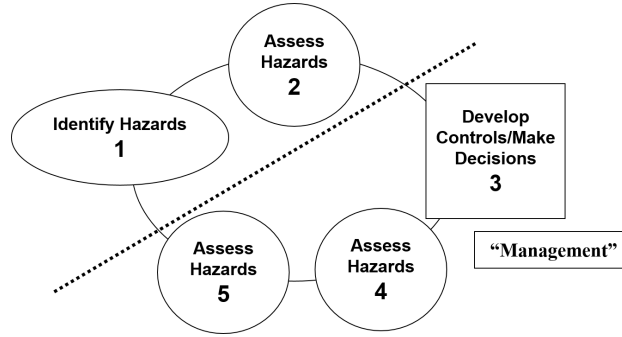 Assess
Hazards
2
Identify Hazards
1
Develop
Controls/Make
Decisions
3
Assess
Hazards
5
Assess
Hazards
4
“Management”